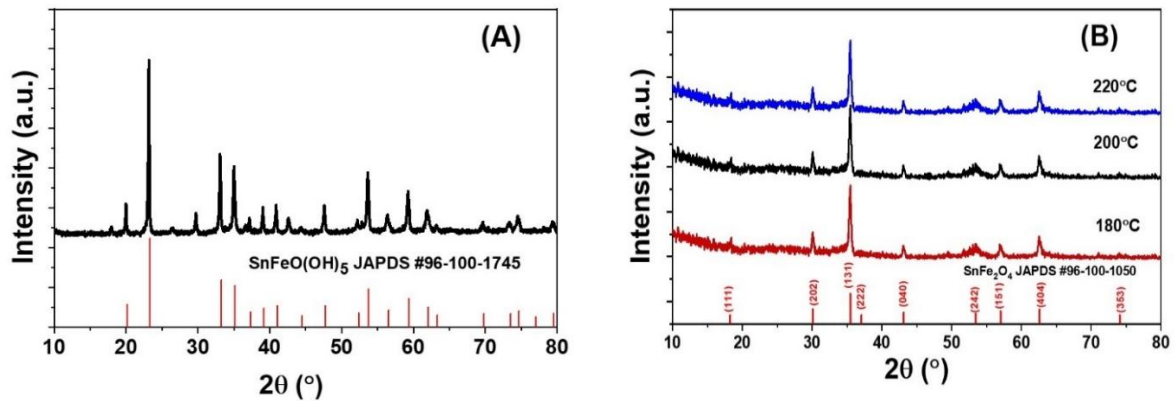 (A)
Intensity (a.u.)
SnFeO(OH)5 JAPDS #96-100-1745
10 20 30 40 50 60 70 80
2θ (°)
(B)
Intensity (a.u.)
220°C
200°C
180°C
SnFe2O4 JAPDS #96-100-1050
(111)
(202)
(131)
(222)
(040)
(242)
(151)
(404)
(353)
10 20 30 40 50 60 70 80
2θ (°)